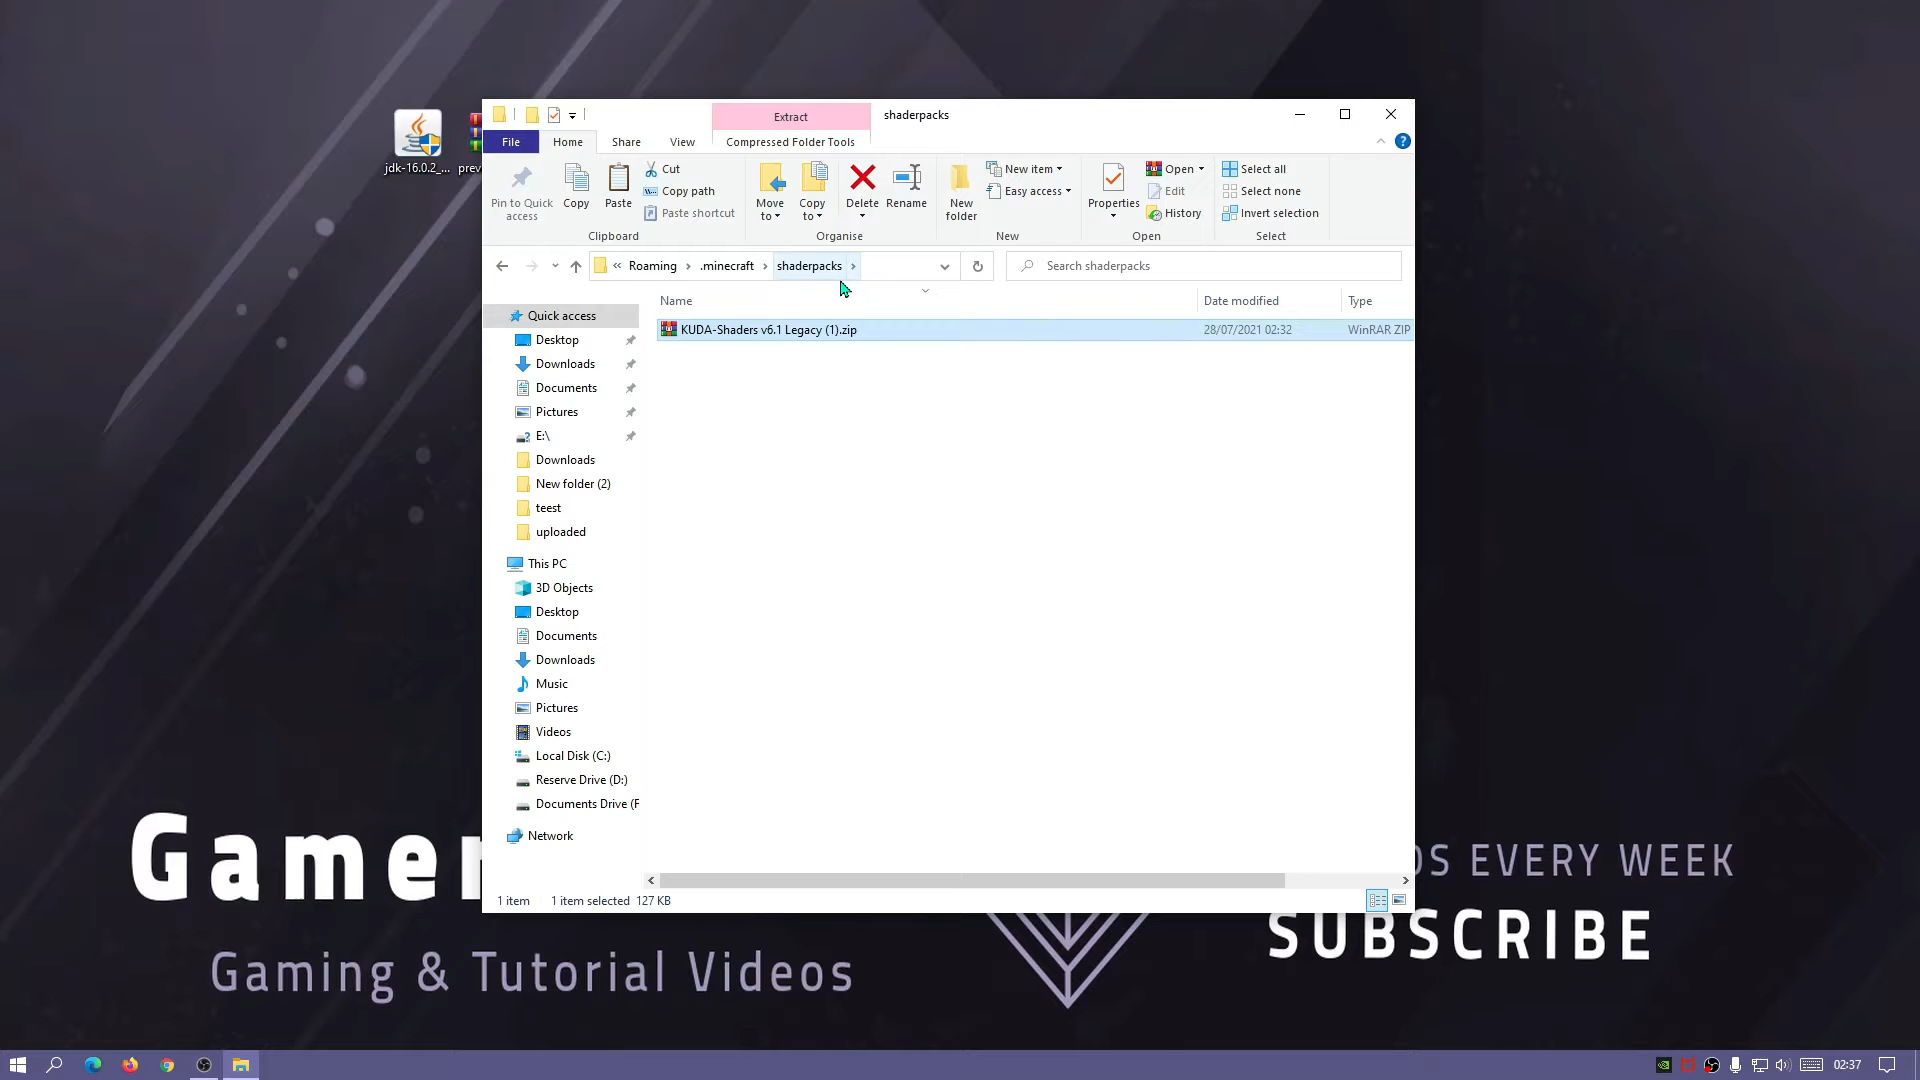 Extract
shaderpacks
File
Home
Share
View
Compressed Folder Tools
Pin to Quick access
Copy
Paste
Cut
Copy path
Paste shortcut
Clipboard
Move to
Copy to
Delete
Rename
Organise
New folder
New item
Easy access
New
Properties
Open
Edit
History
Open
Select all
Select none
Invert selection
Select
« Roaming › .minecraft › shaderpacks ›
Search shaderpacks
Name
Date modified
Type
KUDA-Shaders v6.1 Legacy (1).zip
28/07/2021 02:32
WinRAR ZIP
Quick access
Desktop
Downloads
Documents
Pictures
E:\
Downloads
New folder (2)
teest
uploaded
This PC
3D Objects
Desktop
Documents
Downloads
Music
Pictures
Videos
Local Disk (C:)
Reserve Drive (D:)
Documents Drive (F
Network
1 item
1 item selected 127 KB
jdk-16.0.2_...
prev
Gamer
Gaming & Tutorial Videos
OS EVERY WEEK
SUBSCRIBE
02:37